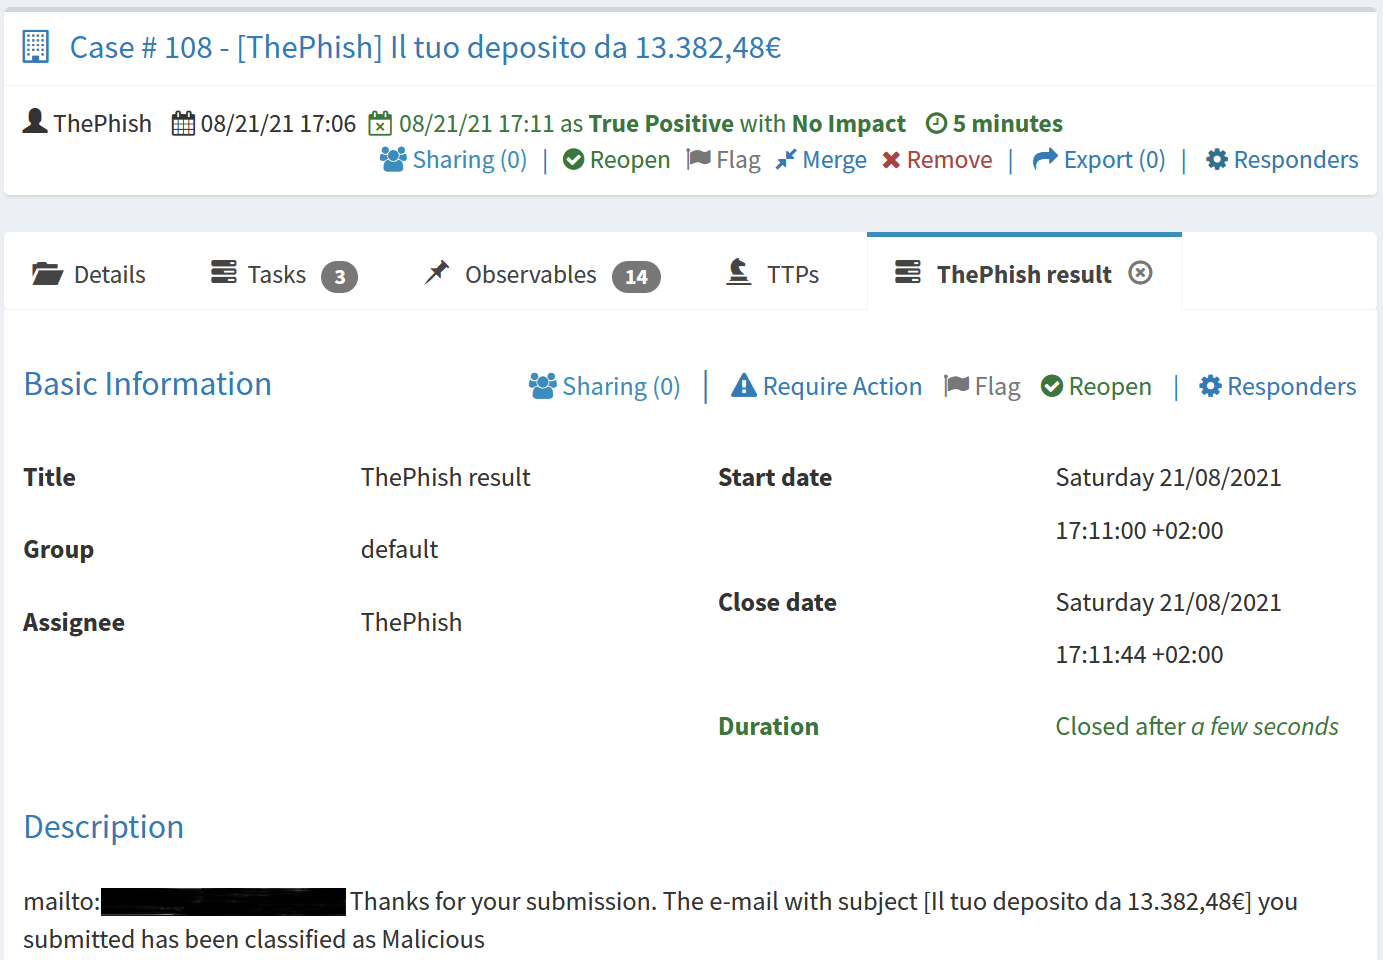 Case # 108 - [ThePhish] Il tuo deposito da 13.382,48€
ThePhish 08/21/21 17:06 08/21/21 17:11 as True Positive with No Impact 5 minutes
Sharing (0) | Reopen Flag Merge Remove | Export (0) | Responders
Details Tasks 3 Observables 14 TTPs ThePhish result
Basic Information Sharing (0) | Require Action Flag Reopen | Responders
Title ThePhish result Start date Saturday 21/08/2021
17:11:00 +02:00
Group default
Close date Saturday 21/08/2021
Assignee ThePhish
17:11:44 +02:00
Duration Closed after a few seconds
Description
mailto: Thanks for your submission. The e-mail with subject [Il tuo deposito da 13.382,48€] you
submitted has been classified as Malicious